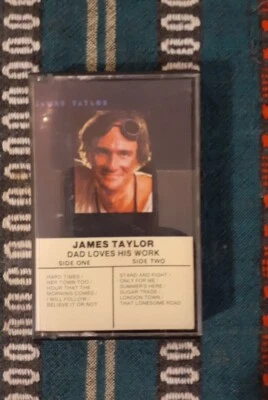 JAMES TAYLOR
JAMES TAYLOR
DAD LOVES HIS WORK
SIDE ONE
HARD TIMES ·
HER TOWN TOO ·
HOUR THAT THE
MORNING COMES ·
I WILL FOLLOW ·
BELIEVE IT OR NOT
SIDE TWO
STAND AND FIGHT ·
ONLY FOR ME ·
SUMMER'S HERE ·
SUGAR TRADE ·
LONDON TOWN ·
THAT LONESOME ROAD